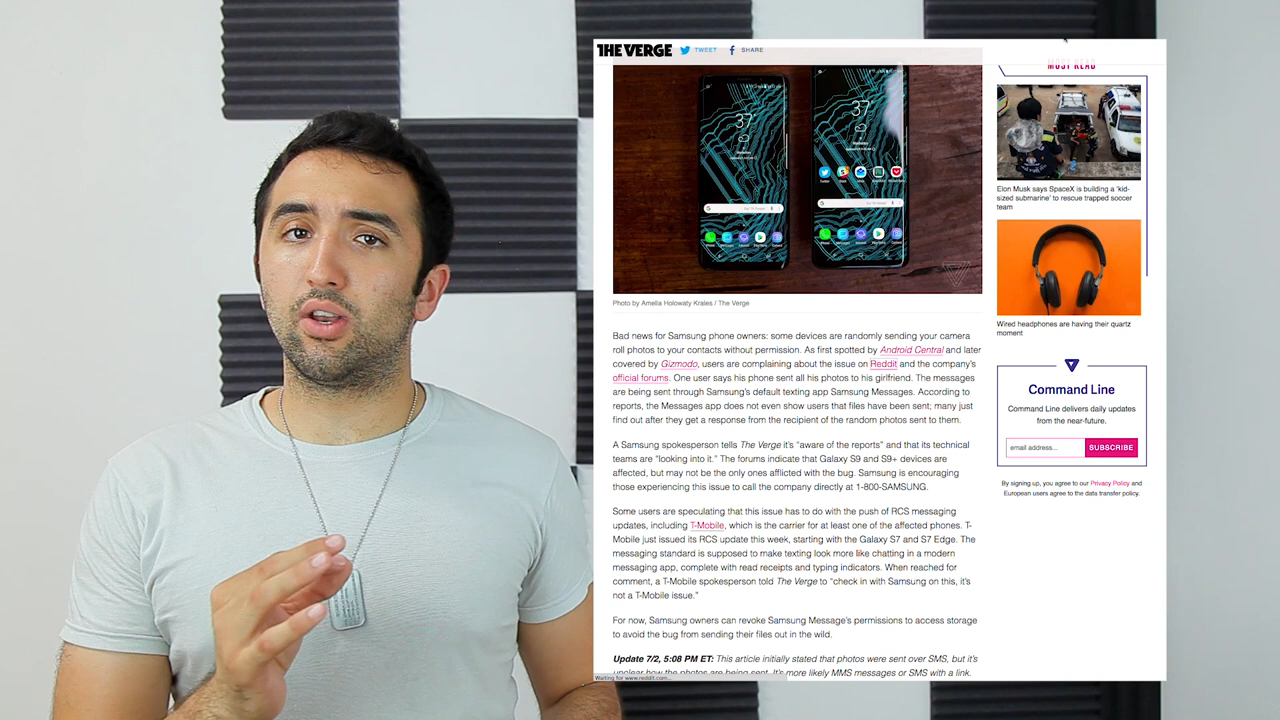 THE VERGE TWEET SHARE
MOST READ
37
37
Photo by Amelia Holowaty Krales / The Verge
Bad news for Samsung phone owners: some devices are randomly sending your camera
roll photos to your contacts without permission. As first spotted by Android Central and later
covered by Gizmodo, users are complaining about the issue on Reddit and the company's
official forums. One user says his phone sent all his photos to his girlfriend. The messages
are being sent through Samsung's default texting app Samsung Messages. According to
reports, the Messages app does not even show users that files have been sent; many just
find out after they get a response from the recipient of the random photos sent to them.
A Samsung spokesperson tells The Verge it's "aware of the reports" and that its technical
teams are "looking into it." The forums indicate that Galaxy S9 and S9+ devices are
affected, but may not be the only ones afflicted with the bug. Samsung is encouraging
those experiencing this issue to call the company directly at 1-800-SAMSUNG.
Some users are speculating that this issue has to do with the push of RCS messaging
updates, including T-Mobile, which is the carrier for at least one of the affected phones. T-
Mobile just issued its RCS update this week, starting with the Galaxy S7 and S7 Edge. The
messaging standard is supposed to make texting look more like chatting in a modern
messaging app, complete with read receipts and typing indicators. When reached for
comment, a T-Mobile spokesperson told The Verge to "check in with Samsung on this, it's
not a T-Mobile issue."
For now, Samsung owners can revoke Samsung Message's permissions to access storage
to avoid the bug from sending their files out in the wild.
Update 7/2, 5:08 PM ET: This article initially stated that photos were sent over SMS, but it's
unclear how the photos are being sent. It's more likely MMS messages or SMS with a link.
Waiting for www.reddit.com...
Elon Musk says SpaceX is building a 'kid-
sized submarine' to rescue trapped soccer
team
Wired headphones are having their quartz
moment
Command Line
Command Line delivers daily updates
from the near-future.
email address... SUBSCRIBE
By signing up, you agree to our Privacy Policy and
European users agree to the data transfer policy.